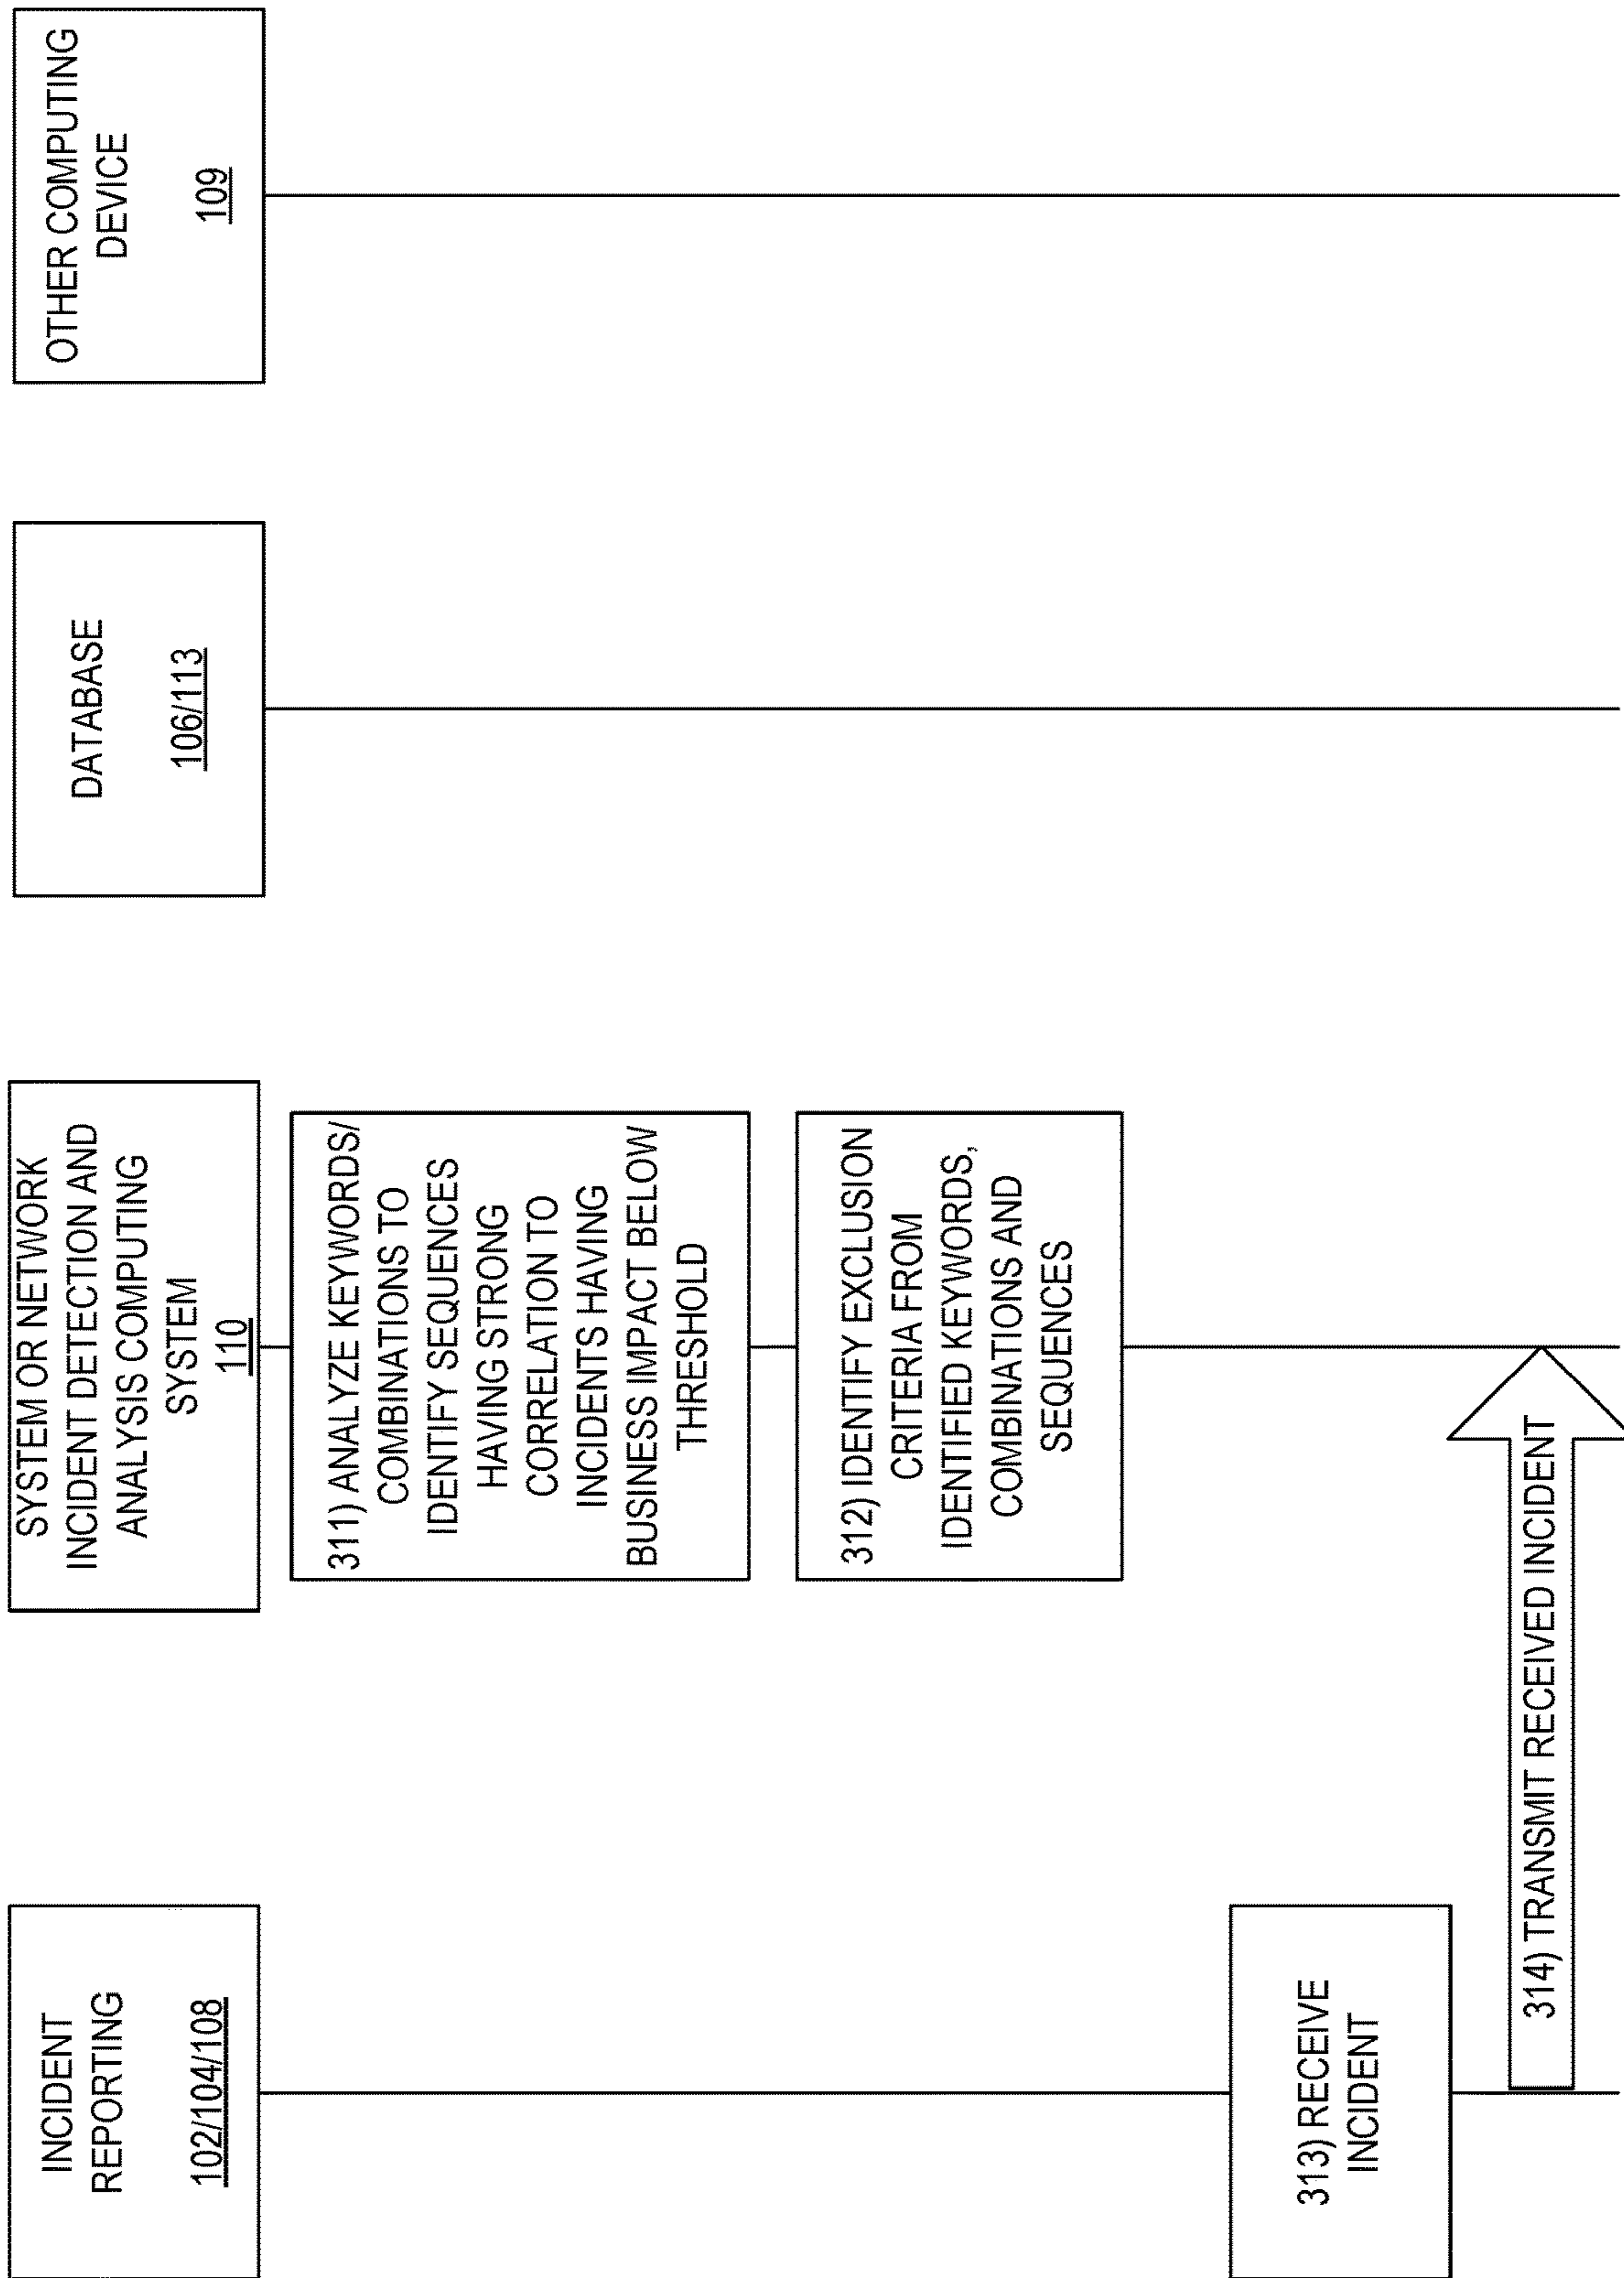 INCIDENT
REPORTING
102/104/108
SYSTEM OR NETWORK
INCIDENT DETECTION AND
ANALYSIS COMPUTING
SYSTEM
110
DATABASE
106/113
OTHER COMPUTING
DEVICE
109
311) ANALYZE KEYWORDS/
COMBINATIONS TO
IDENTIFY SEQUENCES
HAVING STRONG
CORRELATION TO
INCIDENTS HAVING
BUSINESS IMPACT BELOW
THRESHOLD
312) IDENTIFY EXCLUSION
CRITERIA FROM
IDENTIFIED KEYWORDS,
COMBINATIONS AND
SEQUENCES
313) RECEIVE
INCIDENT
314) TRANSMIT RECEIVED INCIDENT